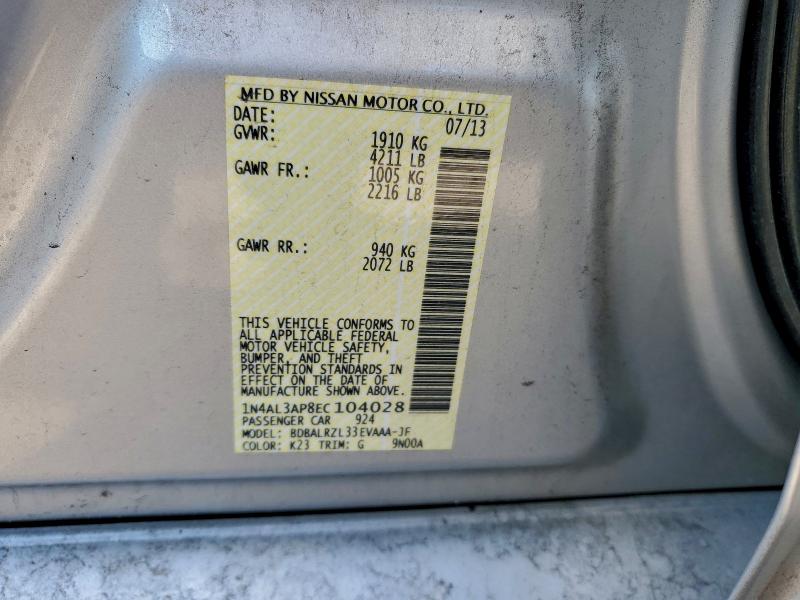 MFD BY NISSAN MOTOR CO., LTD.
DATE: 07/13
GVWR: 1910 KG
4211 LB
GAWR FR.: 1005 KG
2216 LB
GAWR RR.: 940 KG
2072 LB
THIS VEHICLE CONFORMS TO
ALL APPLICABLE FEDERAL
MOTOR VEHICLE SAFETY,
BUMPER, AND THEFT
PREVENTION STANDARDS IN
EFFECT ON THE DATE OF
MANUFACTURE SHOWN ABOVE.
1N4AL3AP8EC104028
PASSENGER CAR 924
MODEL: BDBALRZL33EVAAA-JF
COLOR: K23 TRIM: G 9N00A